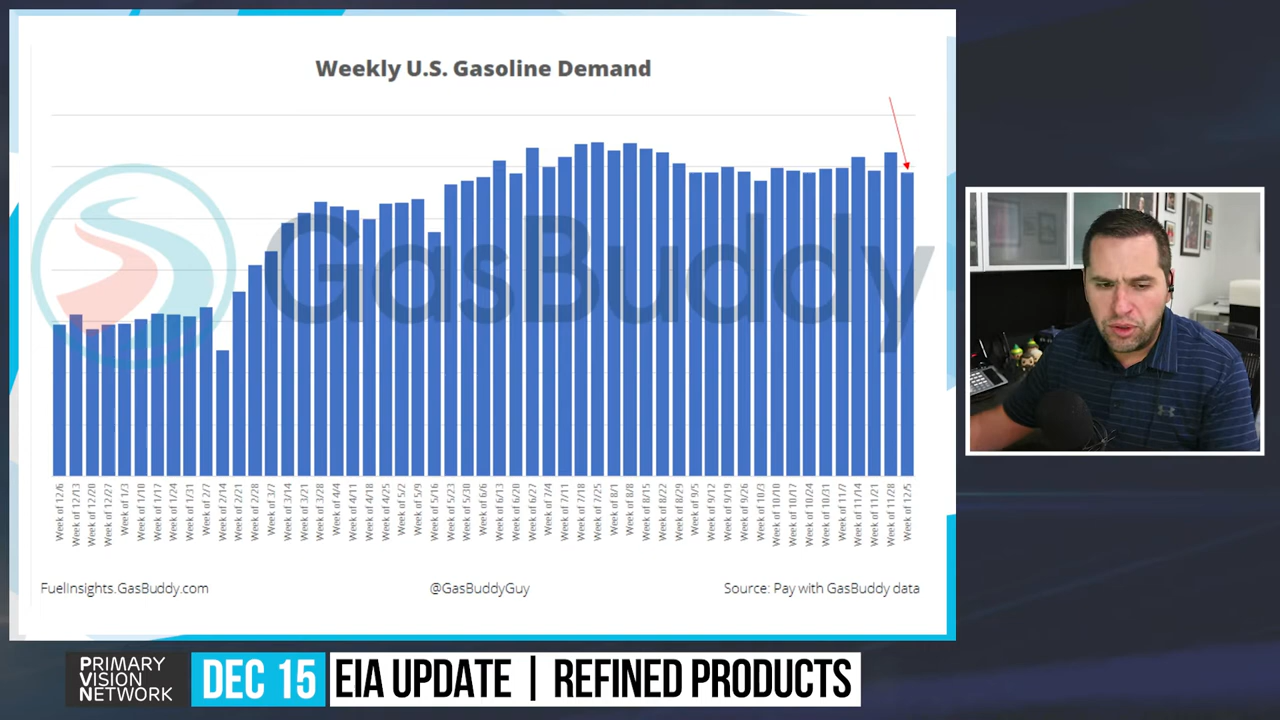 Weekly U.S. Gasoline Demand
GasBuddy
Week of 12/6
Week of 12/13
Week of 12/20
Week of 12/27
Week of 1/3
Week of 1/10
Week of 1/17
Week of 1/24
Week of 1/31
Week of 2/7
Week of 2/14
Week of 2/21
Week of 2/28
Week of 3/7
Week of 3/14
Week of 3/21
Week of 3/28
Week of 4/4
Week of 4/11
Week of 4/18
Week of 4/25
Week of 5/2
Week of 5/9
Week of 5/16
Week of 5/23
Week of 5/30
Week of 6/6
Week of 6/13
Week of 6/20
Week of 6/27
Week of 7/4
Week of 7/11
Week of 7/18
Week of 7/25
Week of 8/1
Week of 8/8
Week of 8/15
Week of 8/22
Week of 8/29
Week of 9/5
Week of 9/12
Week of 9/19
Week of 9/26
Week of 10/3
Week of 10/10
Week of 10/17
Week of 10/24
Week of 10/31
Week of 11/7
Week of 11/14
Week of 11/21
Week of 11/28
Week of 12/5
FuelInsights.GasBuddy.com
@GasBuddyGuy
Source: Pay with GasBuddy data
PRIMARY
VISION
NETWORK
DEC 15
EIA UPDATE | REFINED PRODUCTS